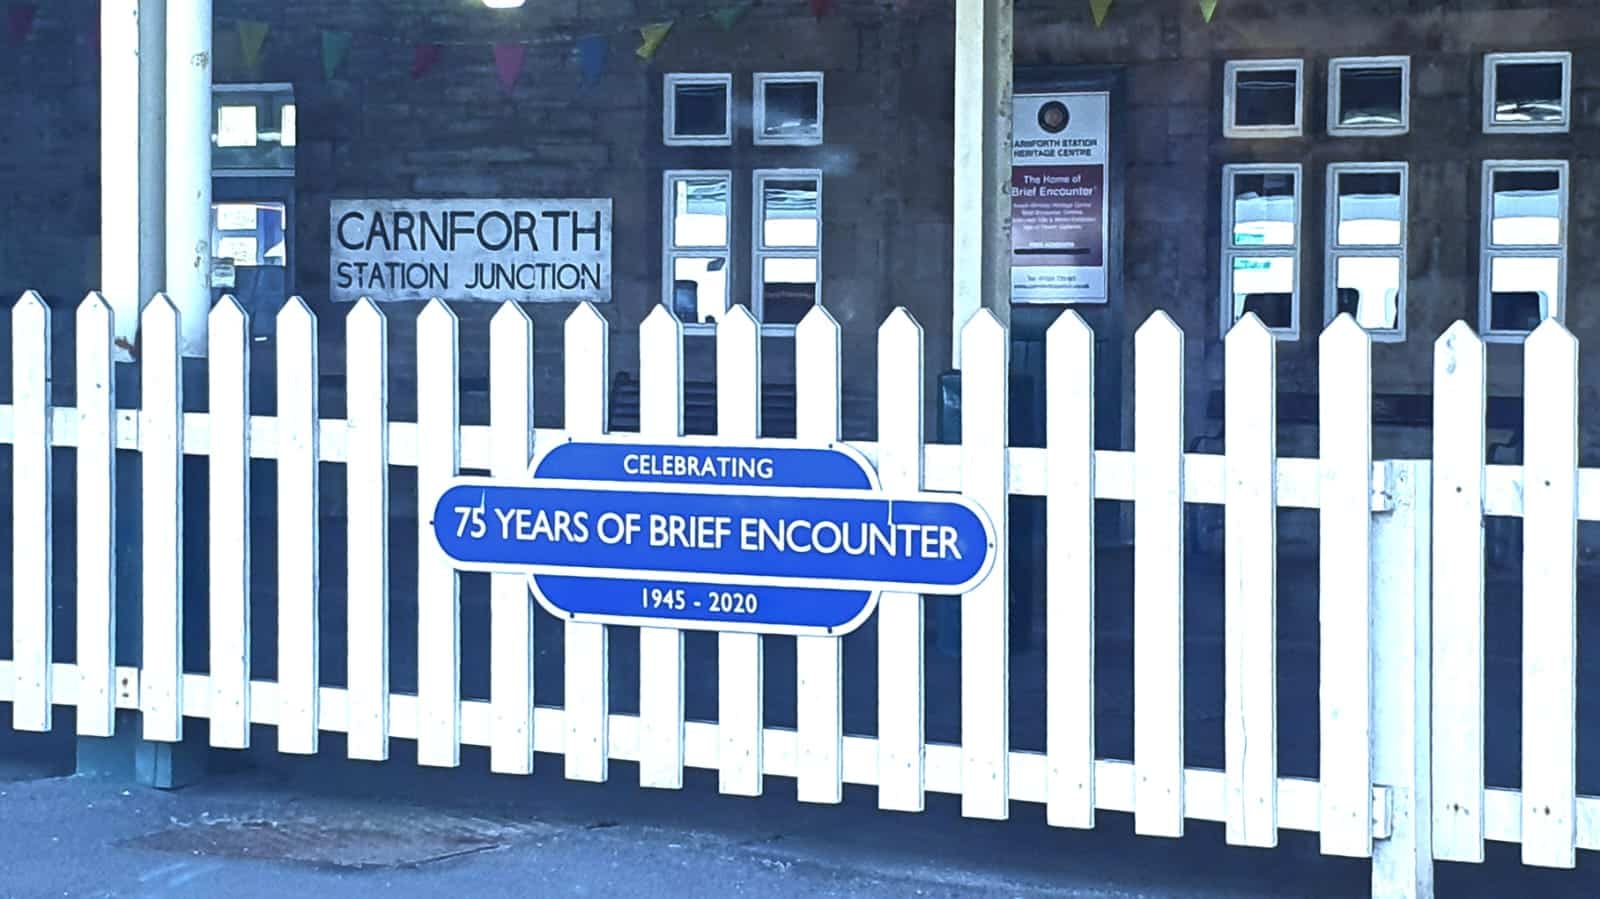 CARNFORTH
STATION JUNCTION
ARNFORTH STATION
HERITAGE CENTRE
The Home of
'Brief Encounter'
CELEBRATING
75 YEARS OF BRIEF ENCOUNTER
1945 - 2020